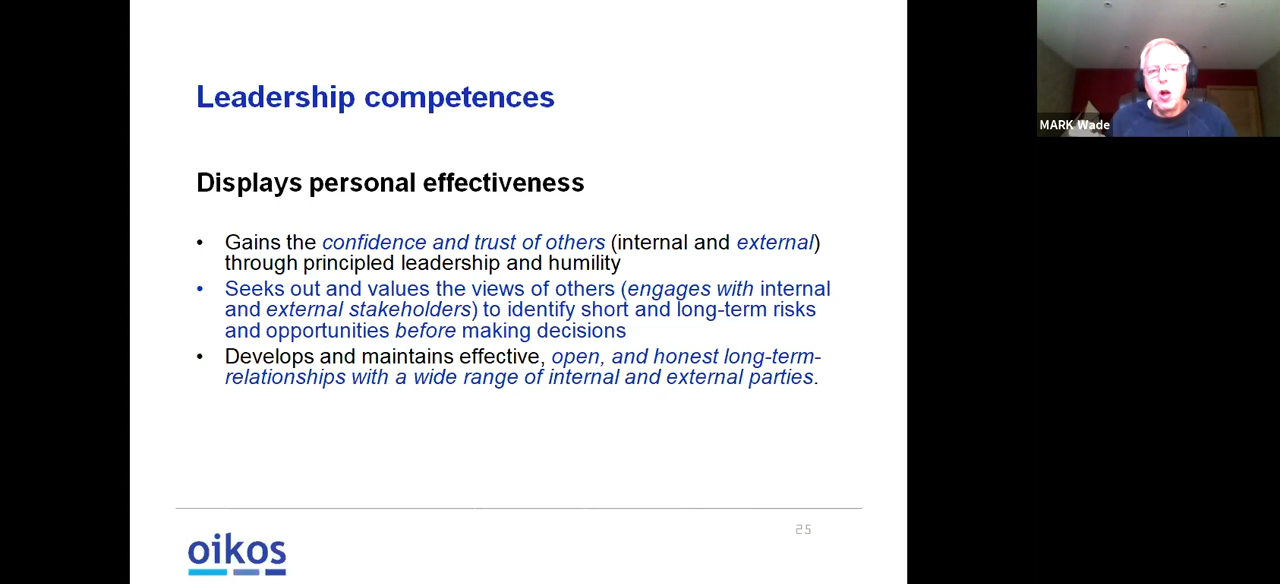 Leadership competences
MARK Wade
Displays personal effectiveness
• Gains the confidence and trust of others (internal and external)
through principled leadership and humility
• Seeks out and values the views of others (engages with internal
and external stakeholders) to identify short and long-term risks
and opportunities before making decisions
• Develops and maintains effective, open, and honest long-term-
relationships with a wide range of internal and external parties.
25
oikos